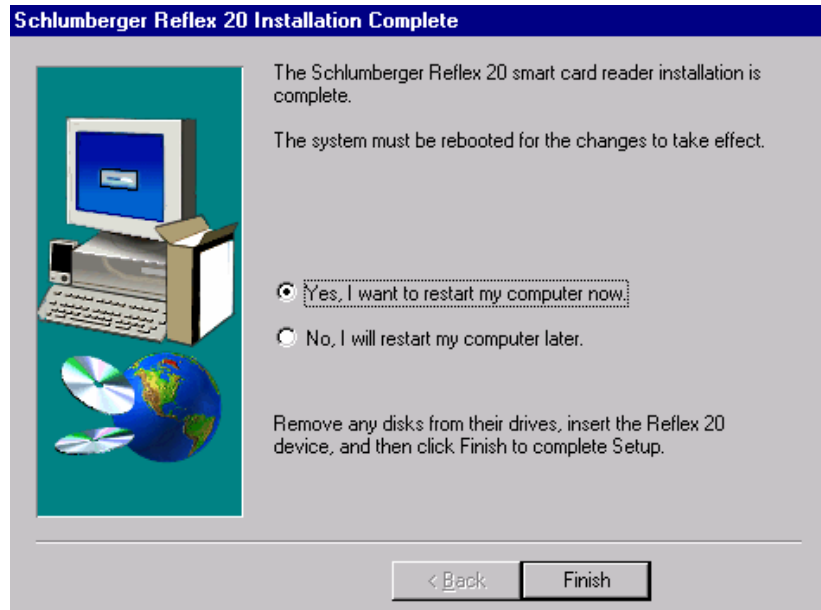 Schlumberger Reflex 20 Installation Complete
The Schlumberger Reflex 20 smart card reader installation is
complete.
The system must be rebooted for the changes to take effect.
Yes, I want to restart my computer now.
No, I will restart my computer later.
Remove any disks from their drives, insert the Reflex 20
device, and then click Finish to complete Setup.
< Back
Finish